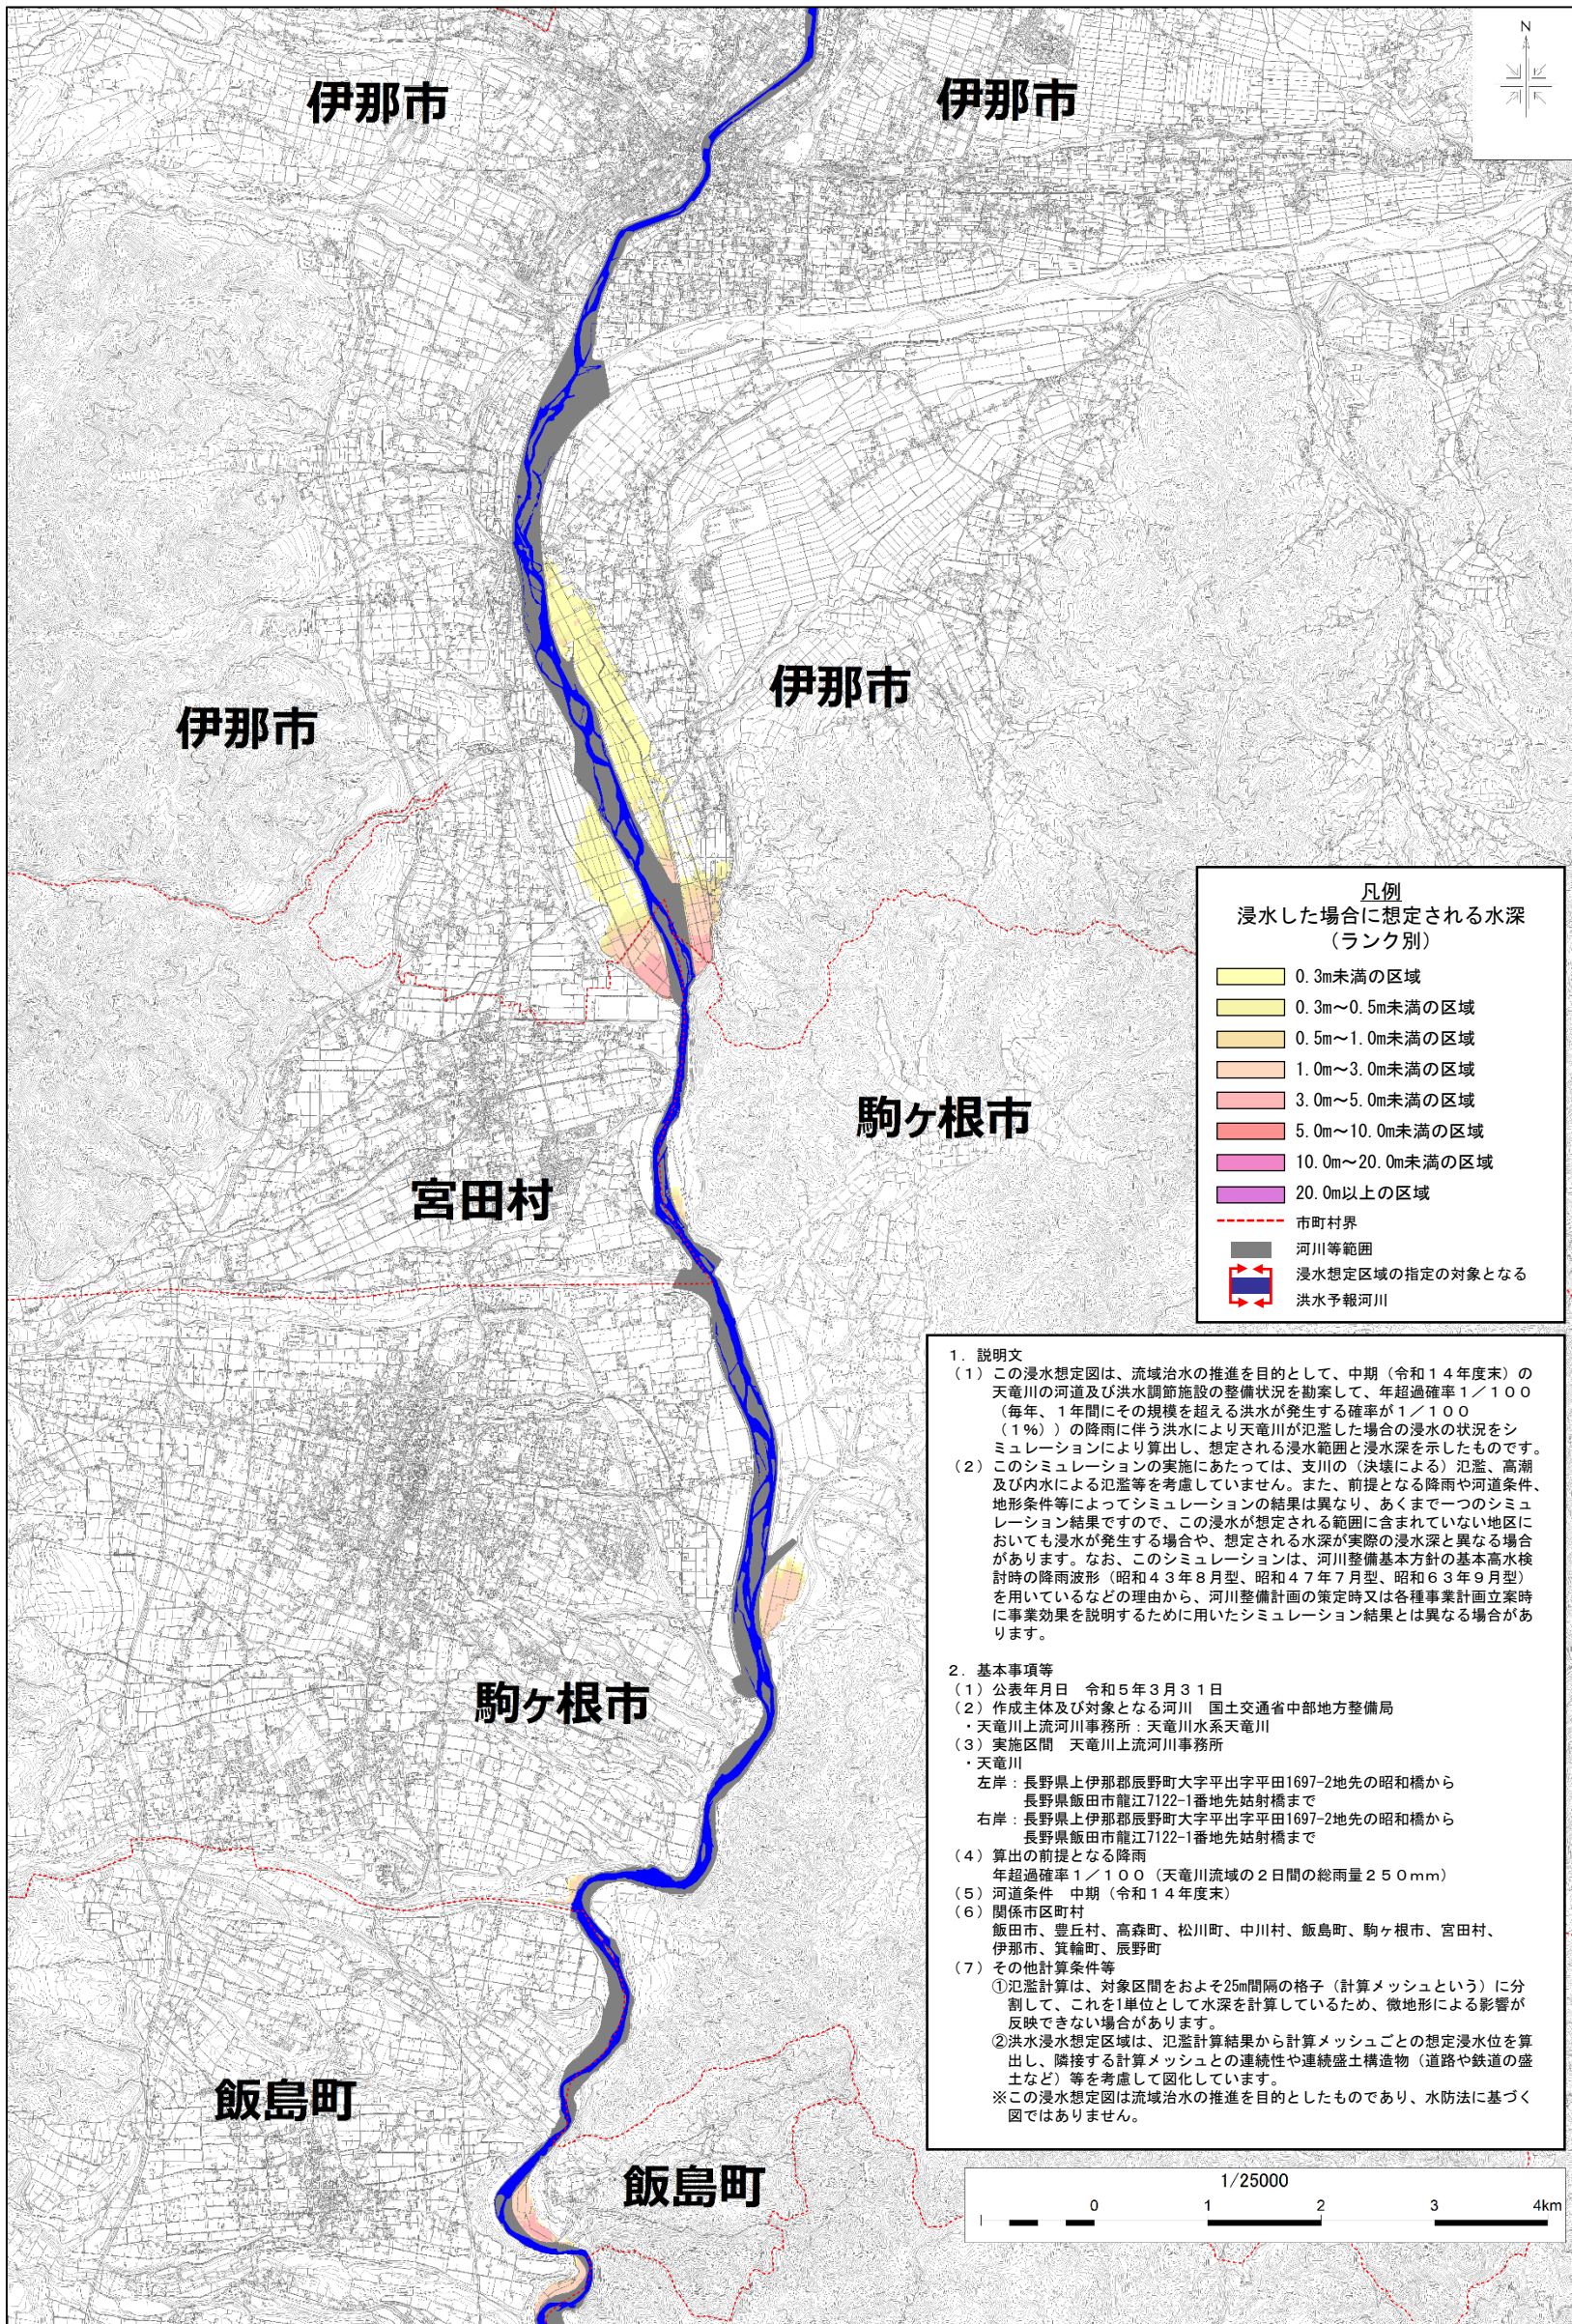 N
伊那市
伊那市
伊那市
伊那市
凡例
浸水した場合に想定される水深
（ランク別）
0.3m未満の区域
0.3m～0.5m未満の区域
0.5m～1.0m未満の区域
1.0m～3.0m未満の区域
3.0m～5.0m未満の区域
5.0m～10.0m未満の区域
10.0m～20.0m未満の区域
20.0m以上の区域
市町村界
河川等範囲
浸水想定区域の指定の対象となる
洪水予報河川
駒ヶ根市
宮田村
駒ヶ根市
飯島町
飯島町
1．説明文
（1）この浸水想定図は、流域治水の推進を目的として、中期（令和１４年度末）の
天竜川の河道及び洪水調節施設の整備状況を勘案して、年超過確率１／１００
（毎年、１年間にその規模を超える洪水が発生する確率が１／１００
（１％））の降雨に伴う洪水により天竜川が氾濫した場合の浸水の状況をシ
ミュレーションにより算出し、想定される浸水範囲と浸水深を示したものです。
（2）このシミュレーションの実施にあたっては、支川の（決壊による）氾濫、高潮
及び内水による氾濫等を考慮していません。また、前提となる降雨や河道条件、
地形条件等によってシミュレーションの結果は異なり、あくまで一つのシミュ
レーション結果ですので、この浸水が想定される範囲に含まれていない地区に
おいても浸水が発生する場合や、想定される水深が実際の浸水深と異なる場合
があります。なお、このシミュレーションは、河川整備基本方針の基本高水検
討時の降雨波形（昭和４３年８月型、昭和４７年７月型、昭和６３年９月型）
を用いているなどの理由から、河川整備計画の策定時又は各種事業計画立案時
に事業効果を説明するために用いたシミュレーション結果とは異なる場合があ
ります。
2．基本事項等
（1）公表年月日　令和５年３月３１日
（2）作成主体及び対象となる河川　国土交通省中部地方整備局
・天竜川上流河川事務所：天竜川水系天竜川
（3）実施区間　天竜川上流河川事務所
・天竜川
左岸：長野県上伊那郡辰野町大字平出字平田1697-2地先の昭和橋から
長野県飯田市龍江7122-1番地先姑射橋まで
右岸：長野県上伊那郡辰野町大字平出字平田1697-2地先の昭和橋から
長野県飯田市龍江7122-1番地先姑射橋まで
（4）算出の前提となる降雨
年超過確率１／１００（天竜川流域の２日間の総雨量２５０mm）
（5）河道条件　中期（令和１４年度末）
（6）関係市区町村
飯田市、豊丘村、高森町、松川町、中川村、飯島町、駒ヶ根市、宮田村、
伊那市、箕輪町、辰野町
（7）その他計算条件等
①氾濫計算は、対象区間をおよそ25m間隔の格子（計算メッシュという）に分
割して、これを1単位として水深を計算しているため、微地形による影響が
反映できない場合があります。
②洪水浸水想定区域は、氾濫計算結果から計算メッシュごとの想定浸水位を算
出し、隣接する計算メッシュとの連続性や連続盛土構造物（道路や鉄道の盛
土など）等を考慮して図化しています。
※この浸水想定図は流域治水の推進を目的としたものであり、水防法に基づく
図ではありません。
1/25000
0 1 2 3 4km